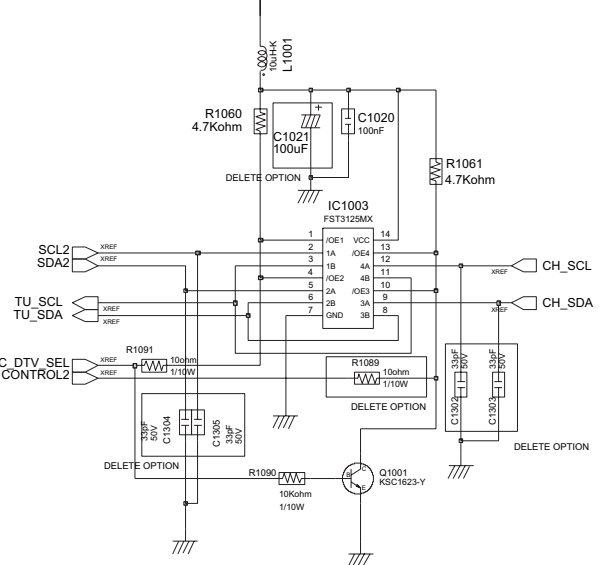 10uH-K
L1001
R1060
4.7Kohm
C1021
100uF
C1020
100nF
DELETE OPTION
R1061
4.7Kohm
IC1003
FST3125MX
1 /OE1 VCC 14
2 1A /OE4 13
3 1B 4A 12
4 /OE2 4B 11
5 2A /OE3 10
6 2B 3A 9
7 GND 3B 8
SCL2 XREF
SDA2 XREF
TU_SCL XREF
TU_SDA XREF
XREF CH_SCL
XREF CH_SDA
C_DTV_SEL XREF
CONTROL2 XREF
R1091
10ohm
1/10W
R1089
10ohm
1/10W
DELETE OPTION
33pF
50V
C1302
33pF
50V
C1303
DELETE OPTION
33pF
50V
C1304
C1305
33pF
50V
DELETE OPTION
R1090
10Kohm
1/10W
B
C
E
Q1001
KSC1623-Y